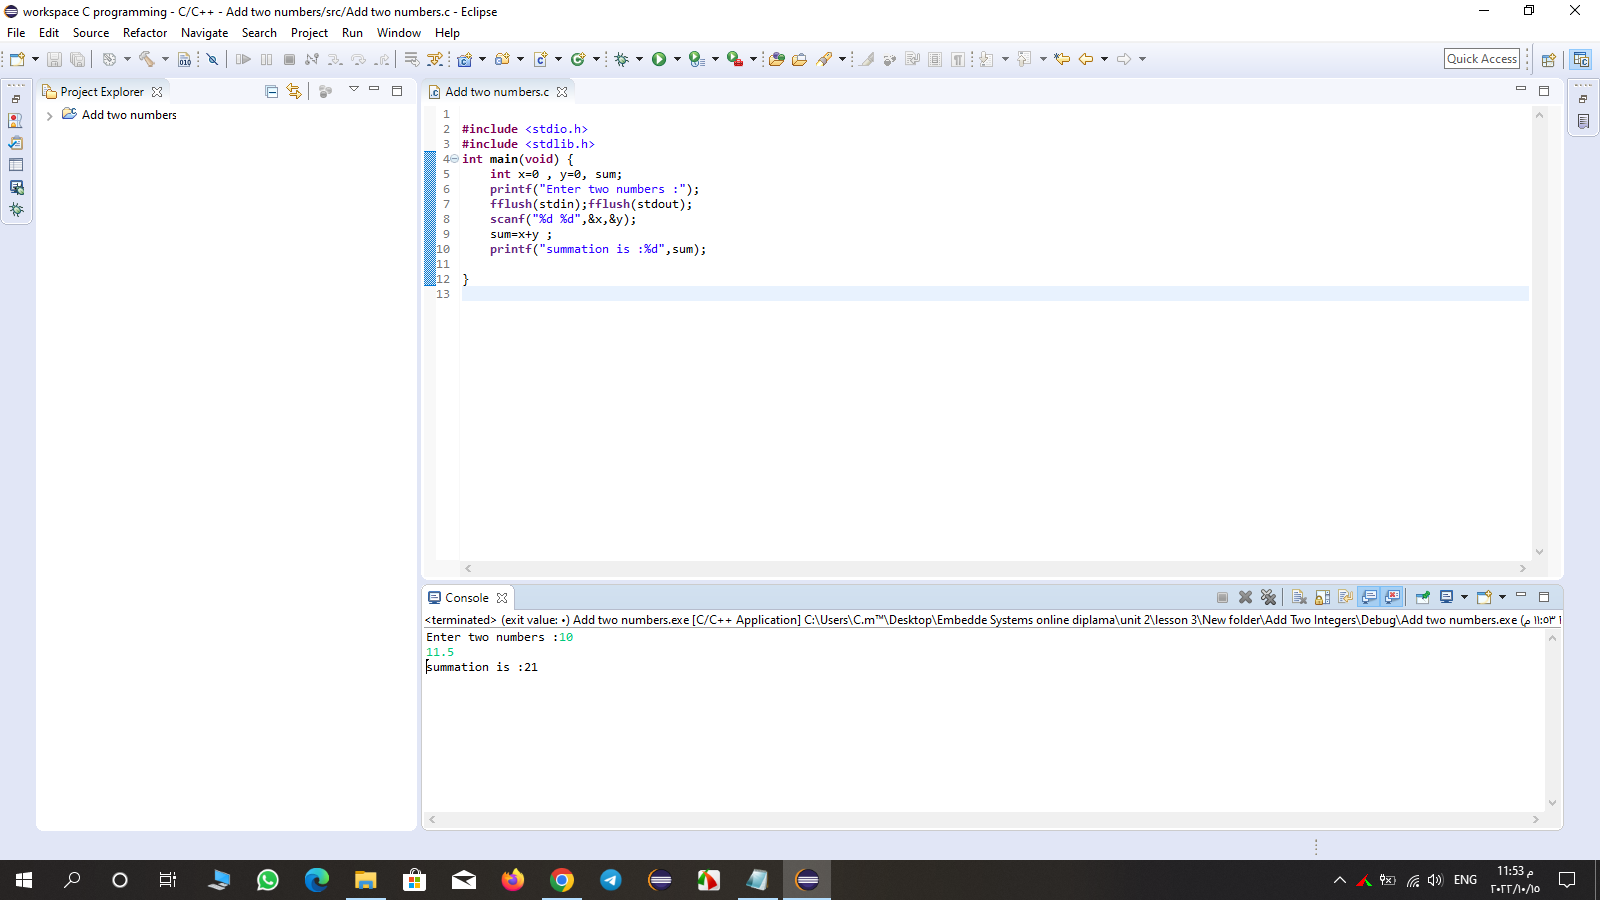 workspace C programming - C/C++ - Add two numbers/src/Add two numbers.c - Eclipse
File Edit Source Refactor Navigate Search Project Run Window Help
Quick Access
Project Explorer
Add two numbers
Add two numbers.c
1
2 #include <stdio.h>
3 #include <stdlib.h>
4 int main(void) {
5 int x=0 , y=0, sum;
6 printf("Enter two numbers :");
7 fflush(stdin);fflush(stdout);
8 scanf("%d %d",&x,&y);
9 sum=x+y ;
10 printf("summation is :%d",sum);
11
12 }
13
Console
<terminated> (exit value: ٠) Add two numbers.exe [C/C++ Application] C:\Users\C.m™\Desktop\Embedde Systems online diplama\unit 2\lesson 3\New folder\Add Two Integers\Debug\Add two numbers.exe (م ١١:٥٣
Enter two numbers :10
11.5
summation is :21
ENG
11:53 م
٢٠٢٢/١٠/١٥